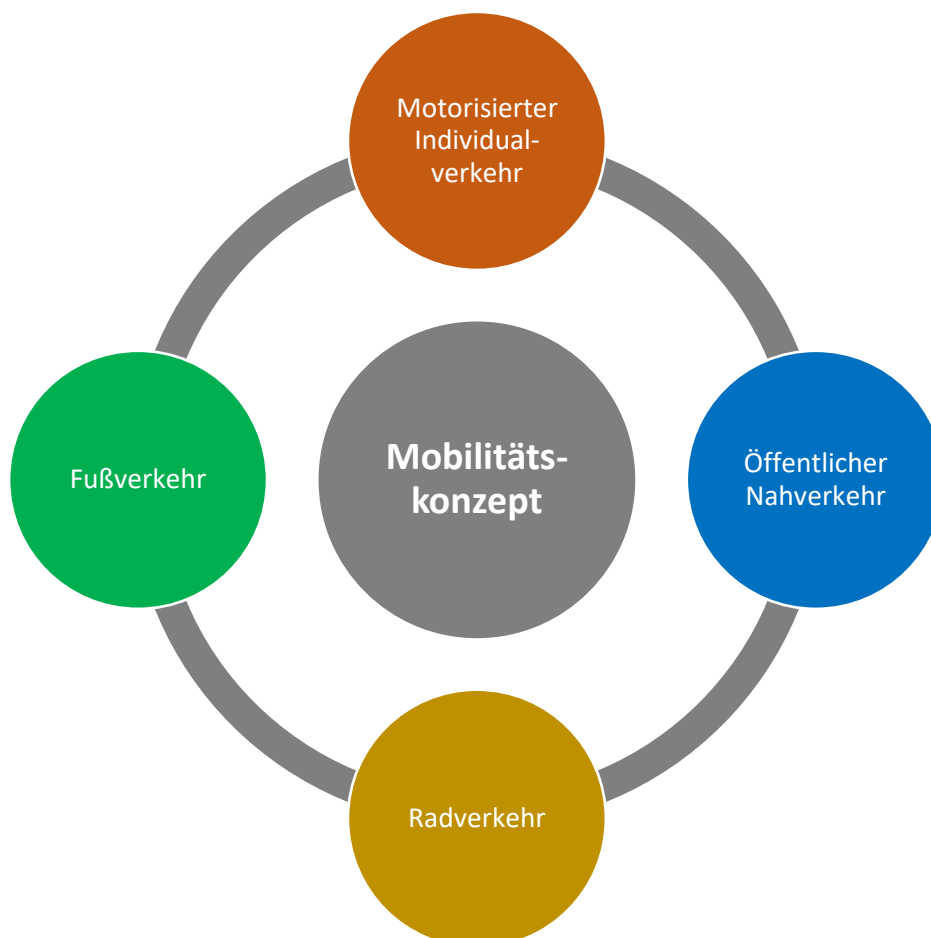 Motorisierter
Individual-
verkehr
Fußverkehr
Mobilitäts-
konzept
Öffentlicher
Nahverkehr
Radverkehr